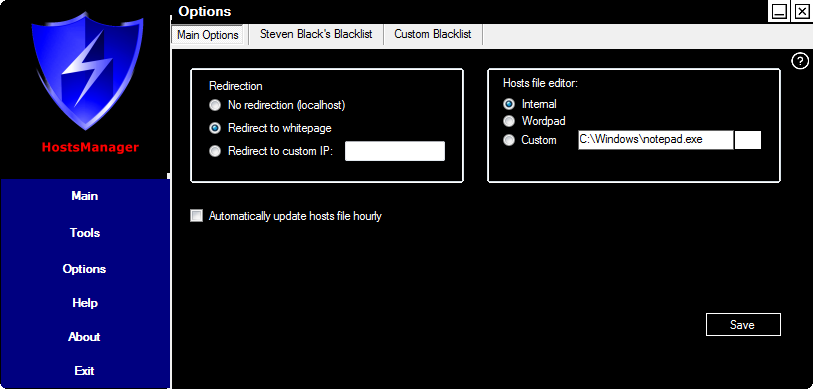 Options
Main Options Steven Black's Blacklist Custom Blacklist
?
HostsManager
Main
Tools
Options
Help
About
Exit
Redirection
No redirection (localhost)
Redirect to whitepage
Redirect to custom IP:
Hosts file editor:
Internal
Wordpad
Custom C:\Windows\notepad.exe
Automatically update hosts file hourly
Save